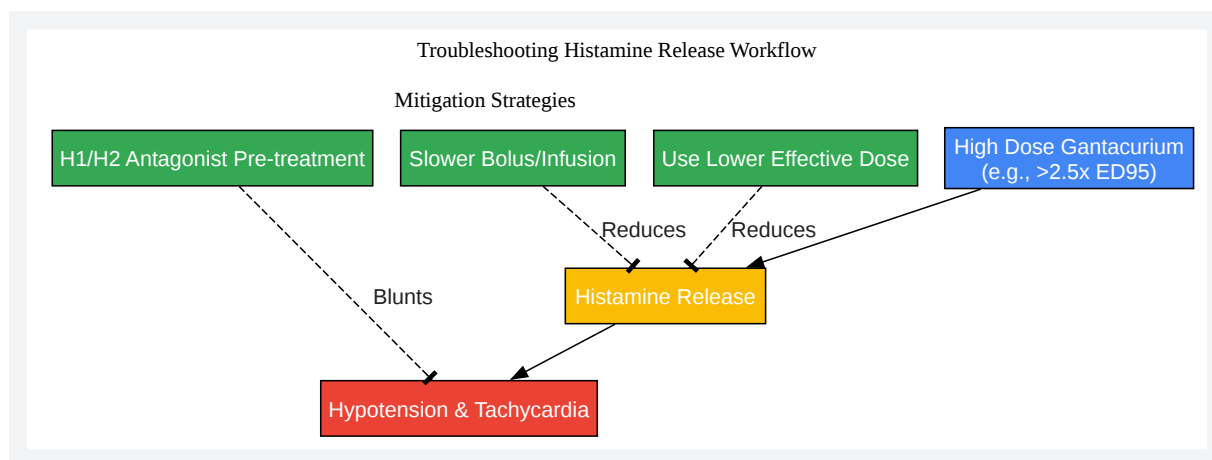 Troubleshooting Histamine Release Workflow
Mitigation Strategies
H1/H2 Antagonist Pre-treatment
Slower Bolus/Infusion
Use Lower Effective Dose
High Dose Gantacurium
(e.g., >2.5x ED95)
Reduces
Reduces
Blunts
Histamine Release
Hypotension & Tachycardia